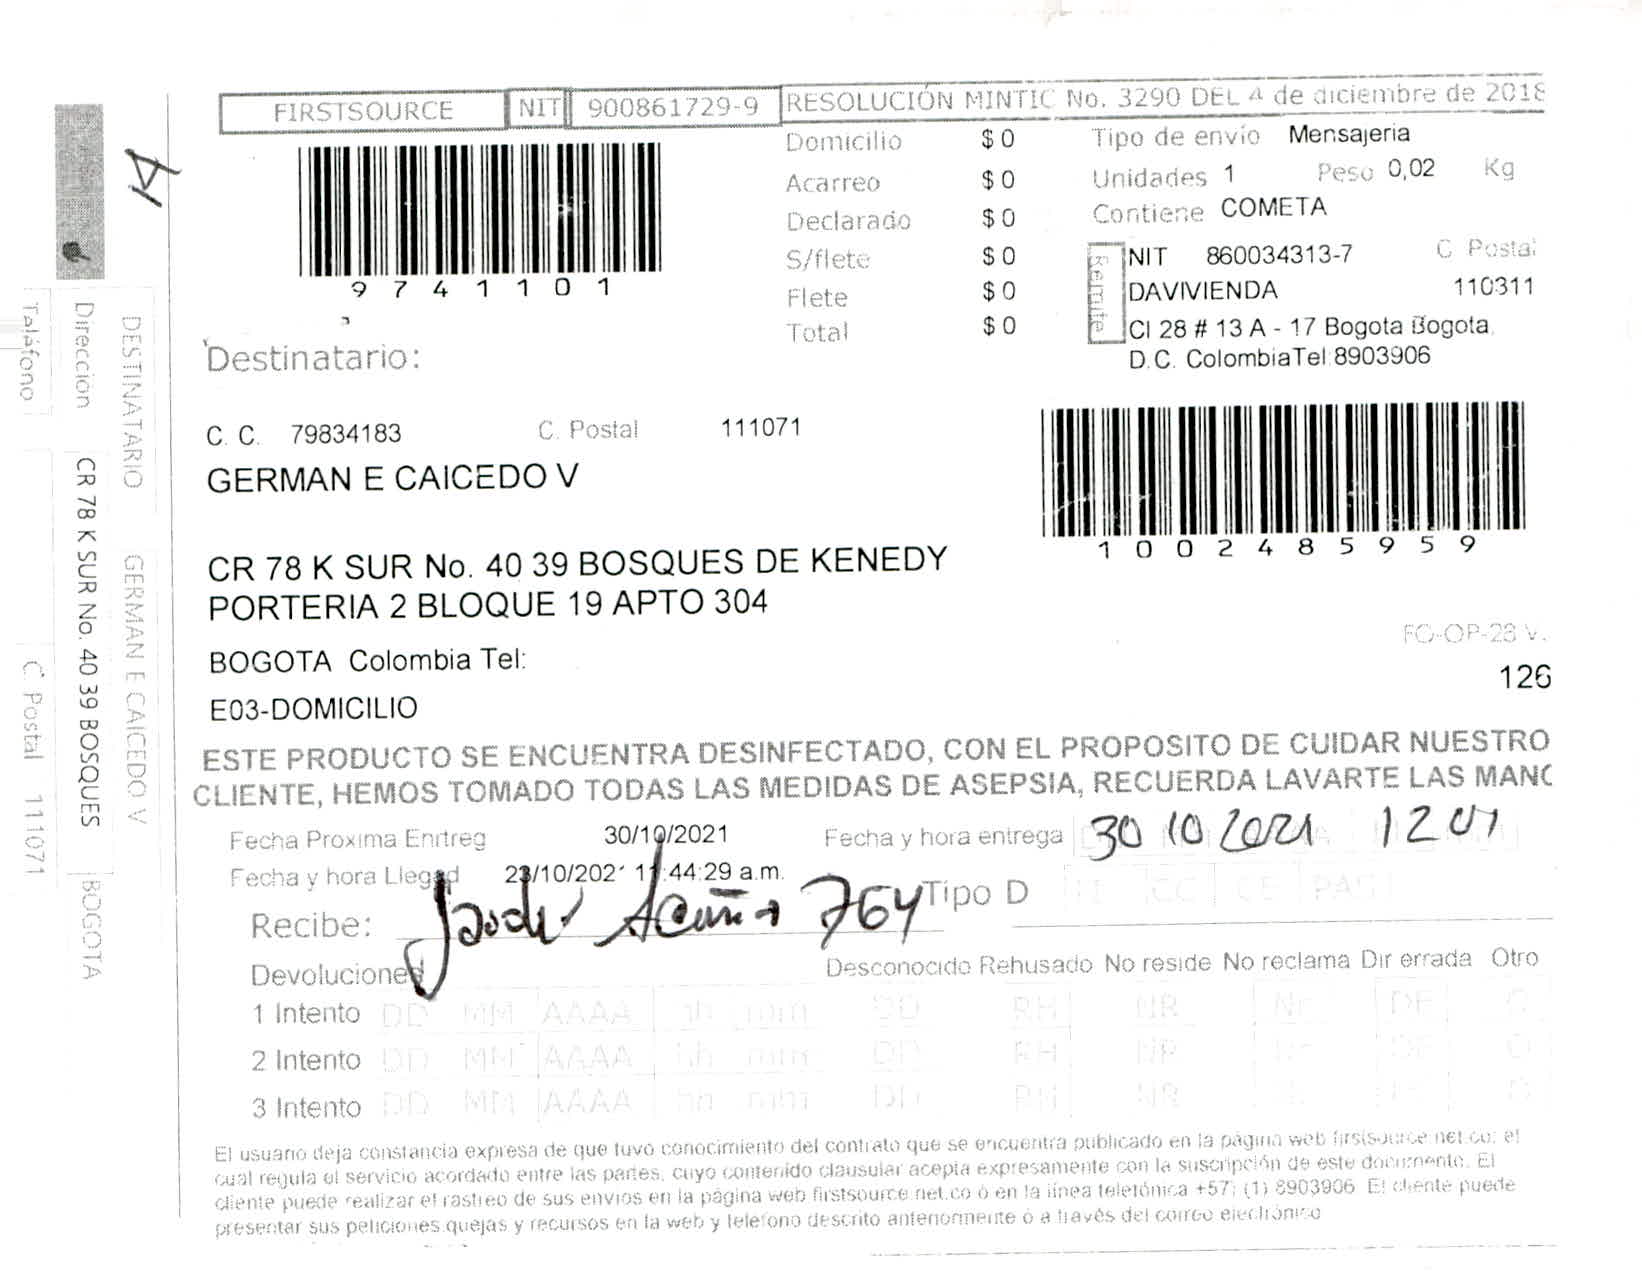 FIRSTSOURCE NIT 900861729-9 RESOLUCIÓN MINTIC No. 3290 DEL 4 de diciembre de 2018
9741101
Domicilio $ 0
Acarreo $ 0
Declarado $ 0
S/flete $ 0
Flete $ 0
Total $ 0
Tipo de envío Mensajeria
Unidades 1 Peso 0,02 Kg
Contiene COMETA
Remite
NIT 860034313-7 C Postal
DAVIVIENDA 110311
Cl 28 # 13 A - 17 Bogota Bogota,
D.C. ColombiaTel:8903906
1002485959
Destinatario:
C. C. 79834183 C. Postal 111071
GERMAN E CAICEDO V
CR 78 K SUR No. 40 39 BOSQUES DE KENEDY
PORTERIA 2 BLOQUE 19 APTO 304
BOGOTA Colombia Tel:
E03-DOMICILIO
FO-OP-28 V.
126
ESTE PRODUCTO SE ENCUENTRA DESINFECTADO, CON EL PROPOSITO DE CUIDAR NUESTRO
CLIENTE, HEMOS TOMADO TODAS LAS MEDIDAS DE ASEPSIA, RECUERDA LAVARTE LAS MANO
Fecha Proxima Entreg 30/10/2021 Fecha y hora entrega 30 10 2021 12 01
Fecha y hora Llegad 23/10/2021 11:44:29 a.m.
Tipo D TI CC CE PAS
Recibe: Acuña 764
Devoluciones Desconocido Rehusado No reside No reclama Dir errada Otro
1 Intento DD MM AAAA hh mm DD RH NR Nr DE O
2 Intento DD MM AAAA hh mm DD RH NR Nr DE O
3 Intento DD MM AAAA hh mm DD RH NR O
El usuario deja constancia expresa de que tuvo conocimiento del contrato que se encuentra publicado en la página web firstsource.net.co; el
cual regula el servicio acordado entre las partes, cuyo contenido clausular acepta expresamente con la suscripción de este documento. El
cliente puede realizar el rastreo de sus envios en la página web firstsource.net.co ó en la línea telefónica +57; (1) 8903906 El cliente puede
presentar sus peticiones,quejas y recursos en la web y telefono descrito anteriormente o a través del correo electrónico
14
DESTINATARIO GERMAN E CAICEDO V
Direccion CR 78 K SUR No. 40 39 BOSQUES BOGOTA
Teléfono C. Postal 111071